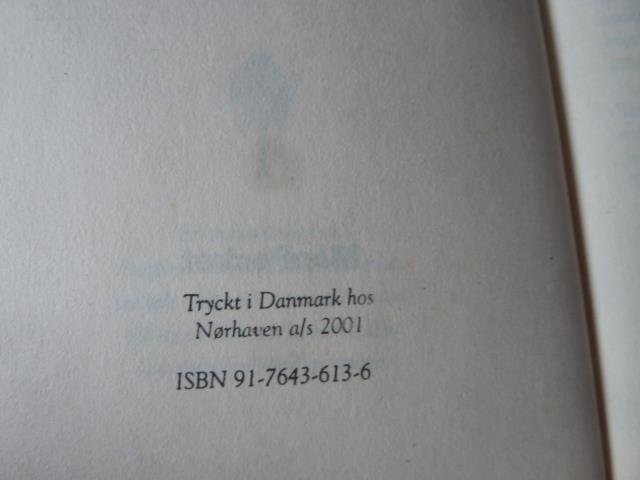 Tryckt i Danmark hos
Nørhaven a/s 2001
ISBN 91-7643-613-6